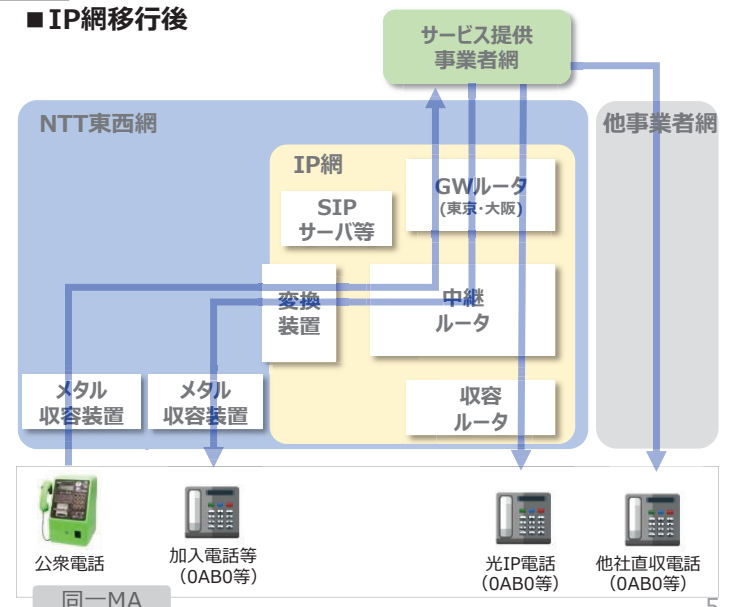 ■IP網移行後
サービス提供
事業者網
NTT東西網
他事業者網
IP網
GWルータ
(東京・大阪)
SIP
サーバ等
変換
装置
中継
ルータ
メタル
収容装置
メタル
収容装置
収容
ルータ
公衆電話
加入電話等
（0AB0等）
光IP電話
（0AB0等）
他社直収電話
（0AB0等）
同一MA
5